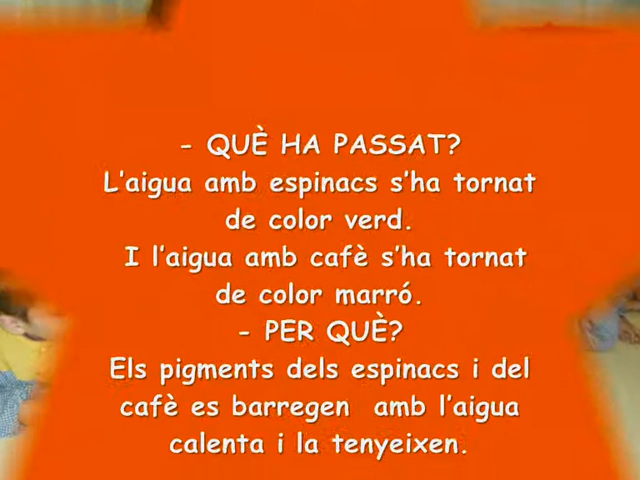 - QUÈ HA PASSAT?
L'aigua amb espinacs s'ha tornat
de color verd.
I l'aigua amb cafè s'ha tornat
de color marró.
- PER QUÈ?
Els pigments dels espinacs i del
cafè es barregen amb l'aigua
calenta i la tenyeixen.